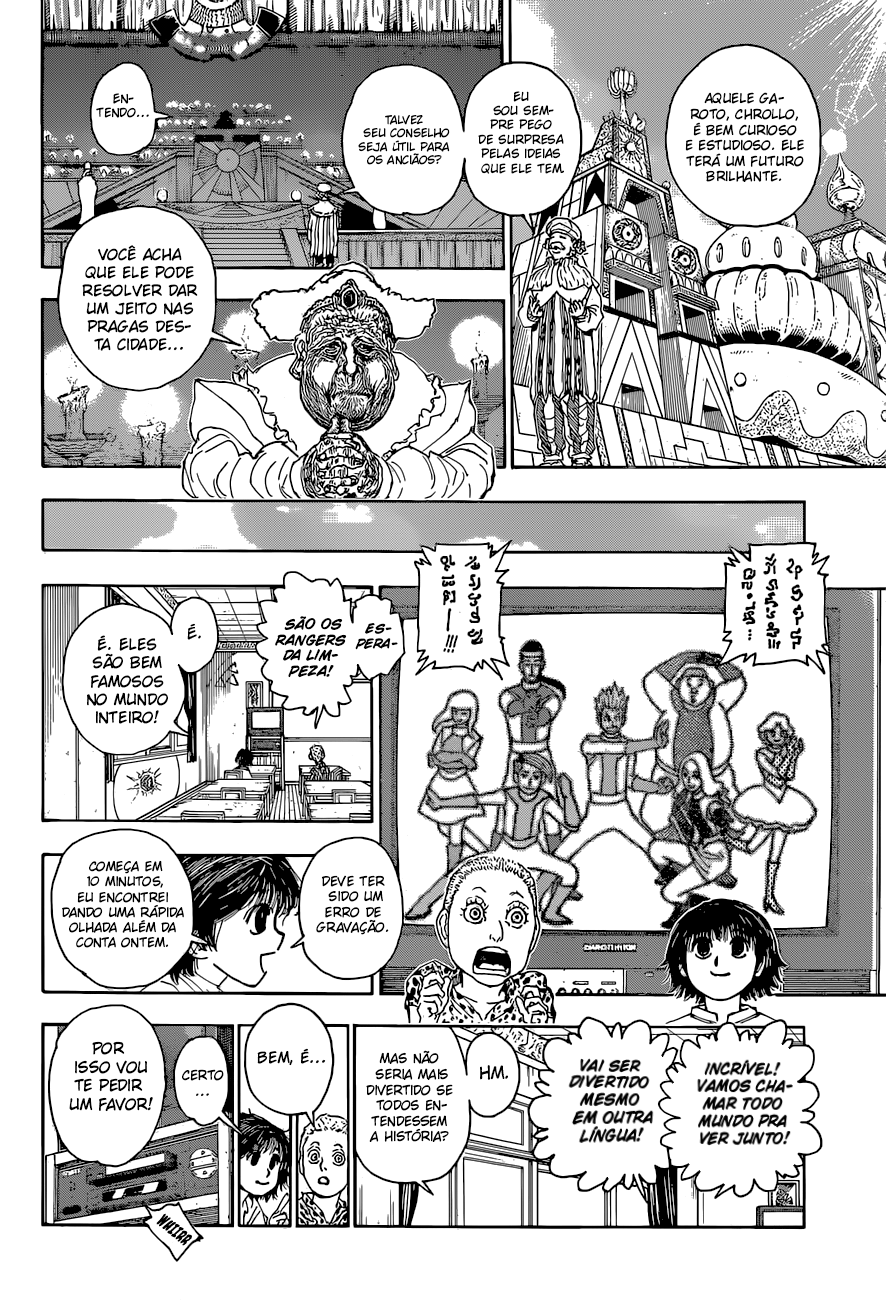 AQUELE GA-
ROTO, CHROLLO,
É BEM CURIOSO
E ESTUDIOSO. ELE
TERÁ UM FUTURO
BRILHANTE.
EU
SOU SEM-
PRE PEGO
DE SURPRESA
PELAS IDEIAS
QUE ELE TEM.
TALVEZ
SEU CONSELHO
SEJA ÚTIL PARA
OS ANCIÃOS?
EN-
TENDO...
VOCÊ ACHA
QUE ELE PODE
RESOLVER DAR
UM JEITO NAS
PRAGAS DES-
TA CIDADE...
ES-
PERA-
SÃO OS
RANGERS
DA LIM-
PEZA!
É.
É. ELES
SÃO BEM
FAMOSOS
NO MUNDO
INTEIRO!
DEVE TER
SIDO UM
ERRO DE
GRAVAÇÃO.
COMEÇA EM
10 MINUTOS,
EU ENCONTREI
DANDO UMA RÁPIDA
OLHADA ALÉM DA
CONTA ONTEM.
INCRÍVEL!
VAMOS CHA-
MAR TODO
MUNDO PRA
VER JUNTO!
VAI SER
DIVERTIDO
MESMO
EM OUTRA
LÍNGUA!
HM.
MAS NÃO
SERIA MAIS
DIVERTIDO SE
TODOS EN-
TENDESSEM
A HISTÓRIA?
BEM, É...
CERTO
...
POR
ISSO VOU
TE PEDIR
UM FAVOR!
WHIIRR